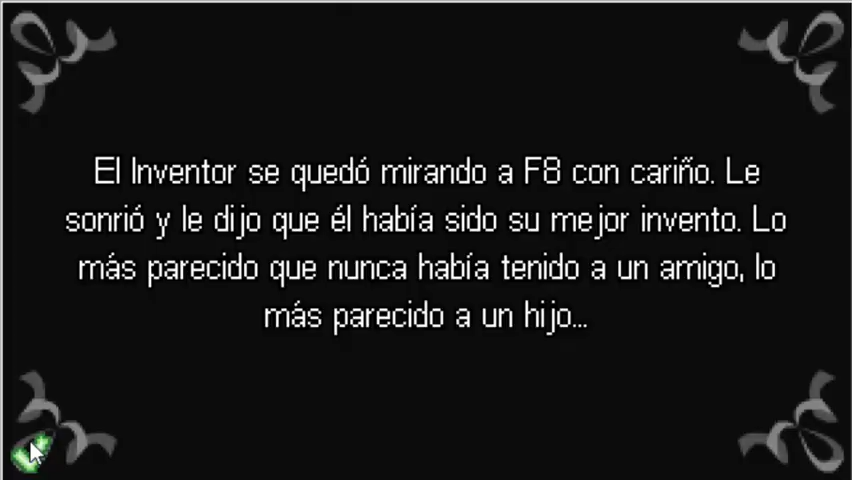 El Inventor se quedó mirando a F8 con cariño. Le
sonrió y le dijo que él había sido su mejor invento. Lo
más parecido que nunca había tenido a un amigo, lo
más parecido a un hijo...